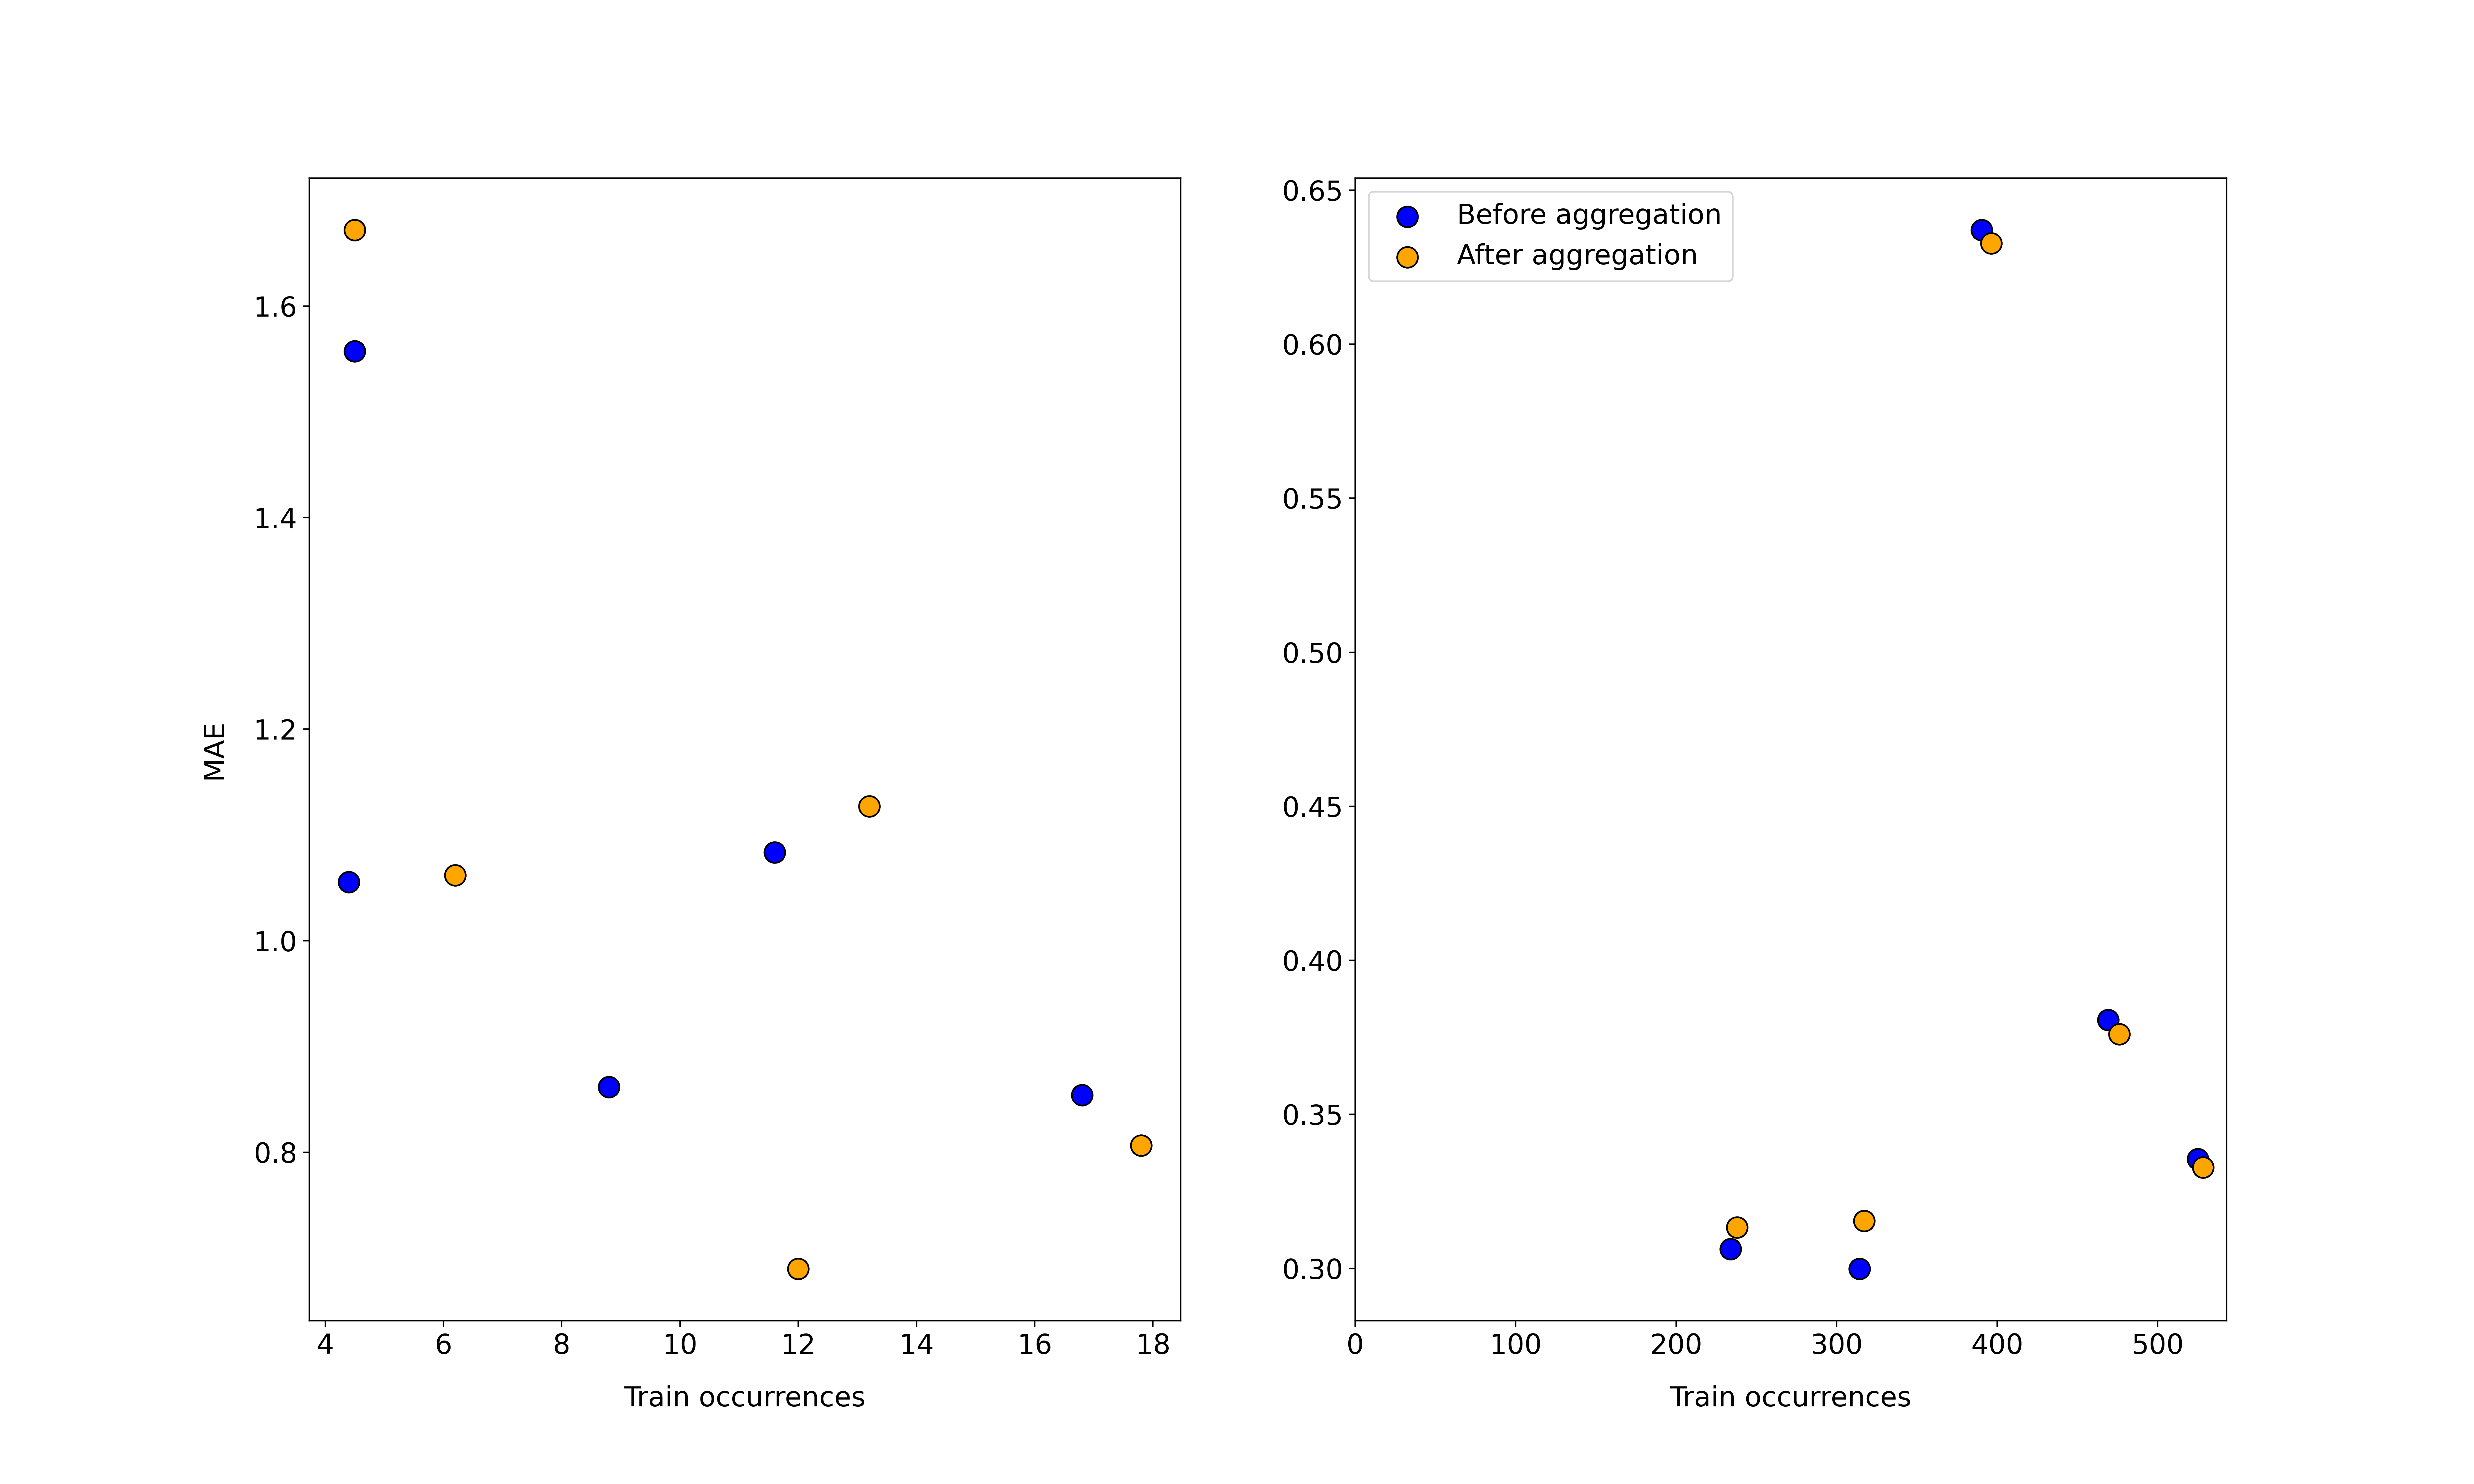 MAE
1.6
1.4
1.2
1.0
0.8
4 6 8 10 12 14 16 18
Train occurrences
Before aggregation
After aggregation
0.65
0.60
0.55
0.50
0.45
0.40
0.35
0.30
0 100 200 300 400 500
Train occurrences